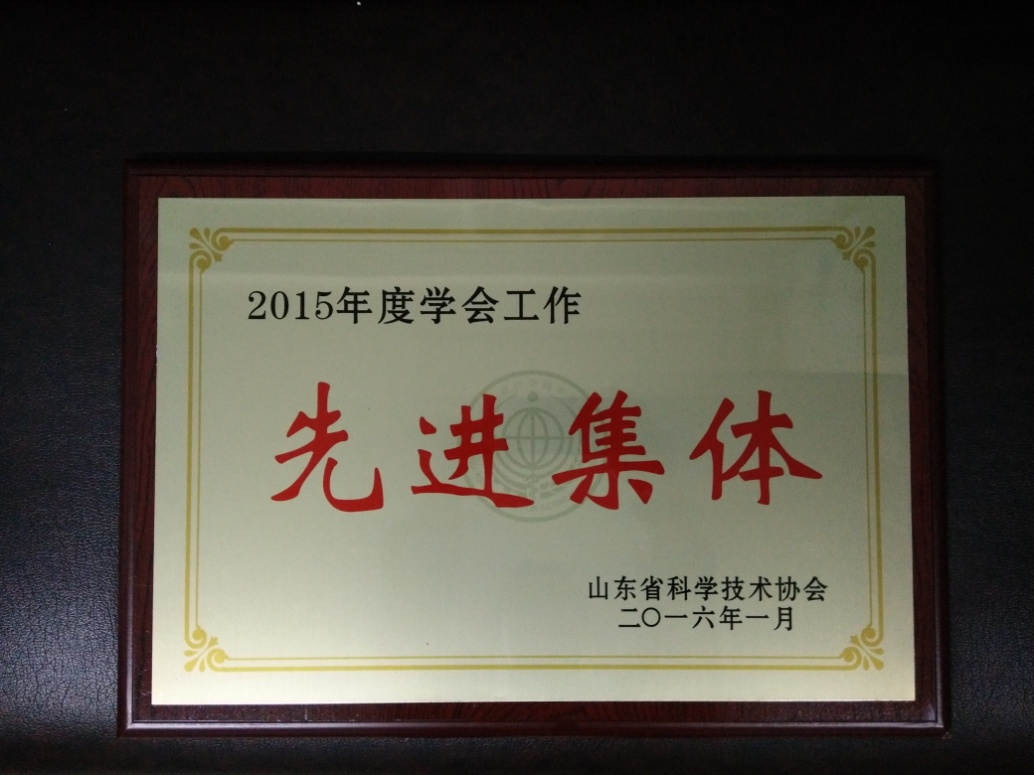 2015年度学会工作
先进集体
山东省科学技术协会
二〇一六年一月